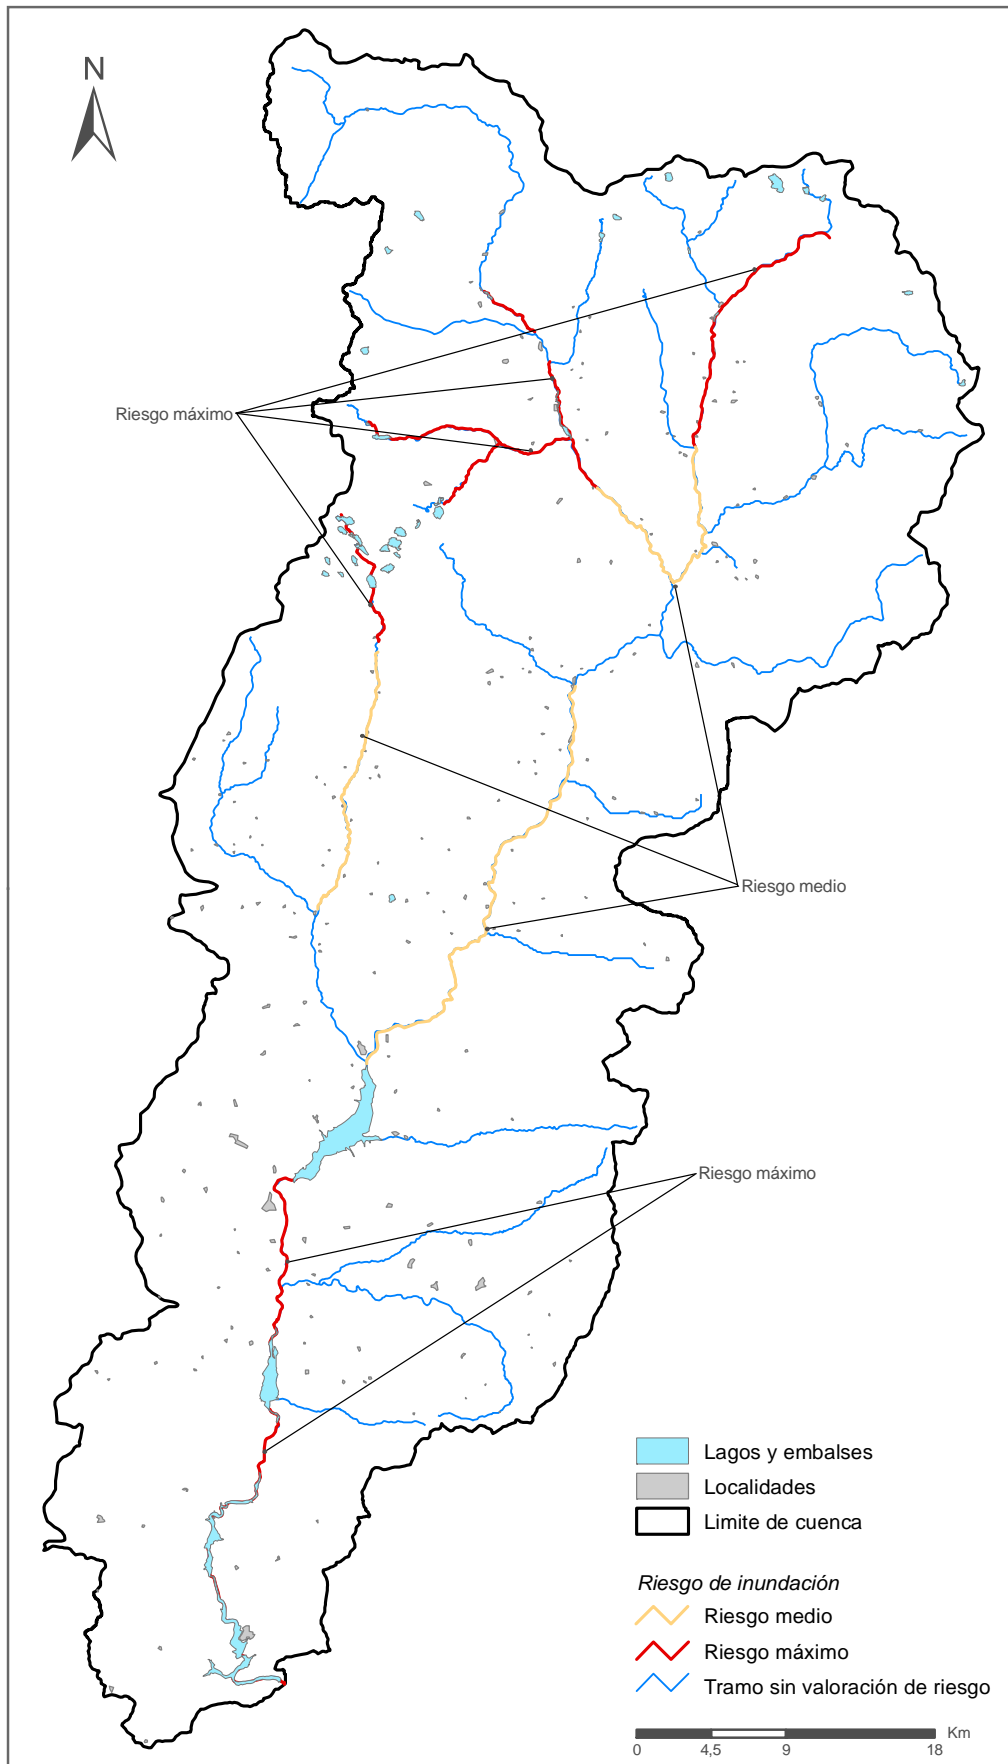 N
Riesgo máximo
Riesgo medio
Riesgo máximo
Lagos y embalses
Localidades
Limite de cuenca
Riesgo de inundación
Riesgo medio
Riesgo máximo
Tramo sin valoración de riesgo
Km
0 4,5 9 18